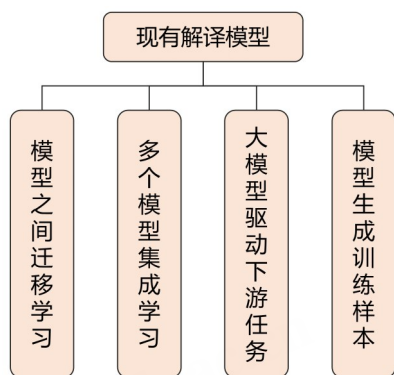 现有解译模型
模型之间迁移学习
多个模型集成学习
大模型驱动下游任务
模型生成训练样本